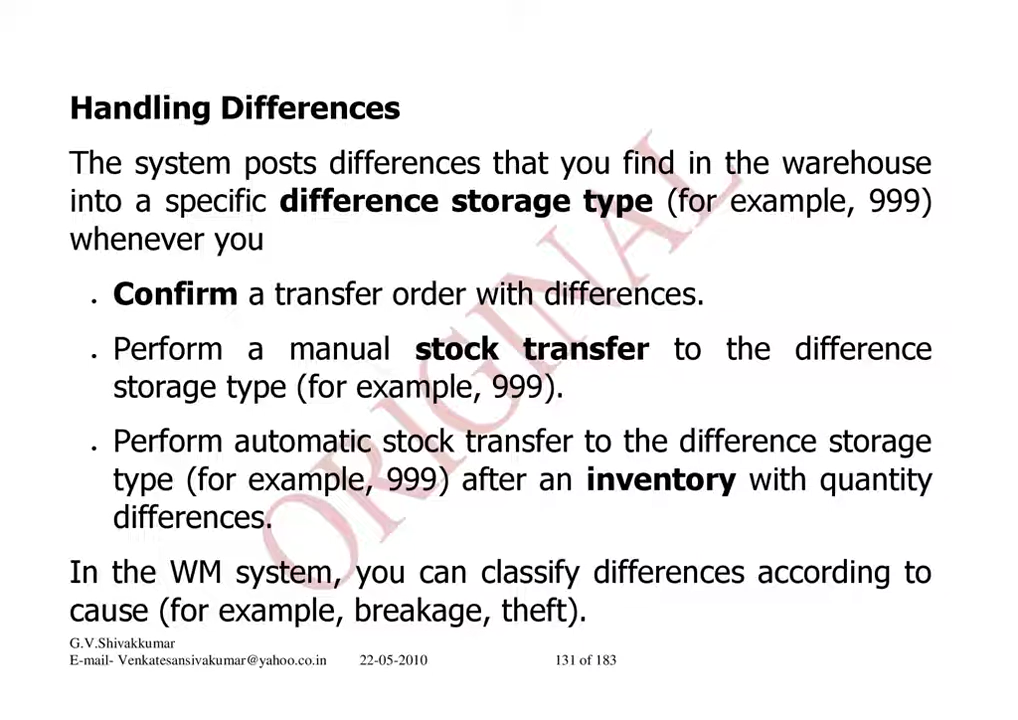 Handling Differences
The system posts differences that you find in the warehouse
into a specific difference storage type (for example, 999)
whenever you
• Confirm a transfer order with differences.
• Perform a manual stock transfer to the difference
storage type (for example, 999).
• Perform automatic stock transfer to the difference storage
type (for example, 999) after an inventory with quantity
differences.
In the WM system, you can classify differences according to
cause (for example, breakage, theft).
G.V.Shivakkumar
E-mail- Venkatesansivakumar@yahoo.co.in 22-05-2010 131 of 183
ORIGINAL